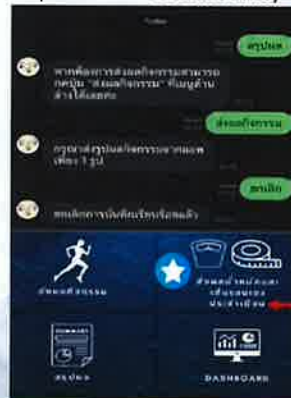 สรุปผล
หากต้องการส่งผลกิจกรรมสามารถ
กดปุ่ม "ส่งผลกิจกรรม" ที่เมนูด้าน
ล่างได้เลยค่ะ
ส่งผลกิจกรรม
กรุณาส่งรูปผลกิจกรรมจากแอพ
เพียง 1 รูป
ยกเลิก
ยกเลิกการบันทึกเรียบร้อยแล้ว
ส่งผลกิจกรรม
ส่งผลน้ำหนักและ
เส้นรอบเอว
ประจำเดือน
SUMMARY
สรุปผล
DASHBOARD